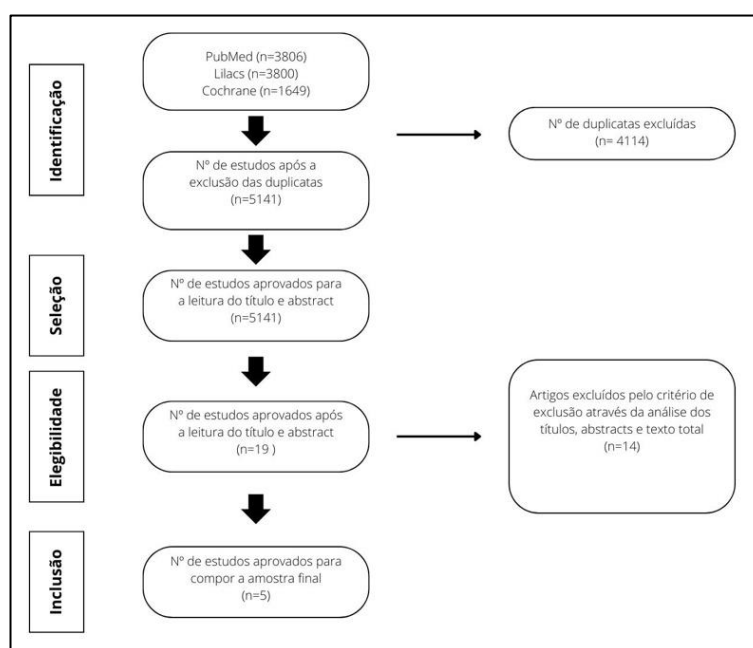 Identificação
PubMed (n=3806)
Lilacs (n=3800)
Cochrane (n=1649)
Nº de duplicatas excluídas
(n= 4114)
Nº de estudos após a
exclusão das duplicatas
(n=5141)
Seleção
Nº de estudos aprovados para
a leitura do título e abstract
(n=5141)
Elegibilidade
Nº de estudos aprovados após
a leitura do título e abstract
(n=19 )
Artigos excluídos pelo critério de
exclusão através da análise dos
títulos, abstracts e texto total
(n=14)
Inclusão
Nº de estudos aprovados para
compor a amostra final
(n=5)